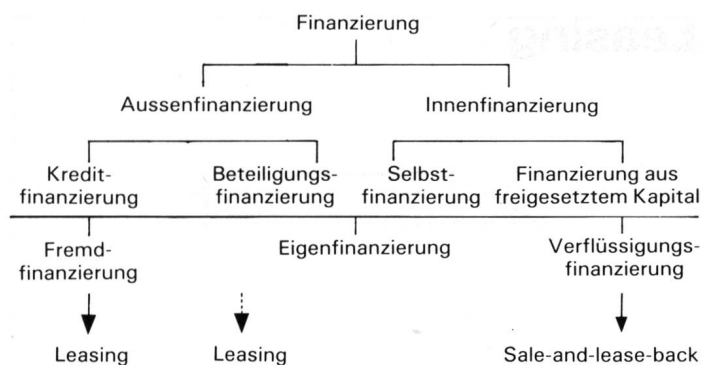 Finanzierung
Aussenfinanzierung Innenfinanzierung
Kredit-
finanzierung
Beteiligungs-
finanzierung
Selbst-
finanzierung
Finanzierung aus
freigesetztem Kapital
Fremd-
finanzierung
Eigenfinanzierung
Verflüssigungs-
finanzierung
Leasing Leasing Sale-and-lease-back